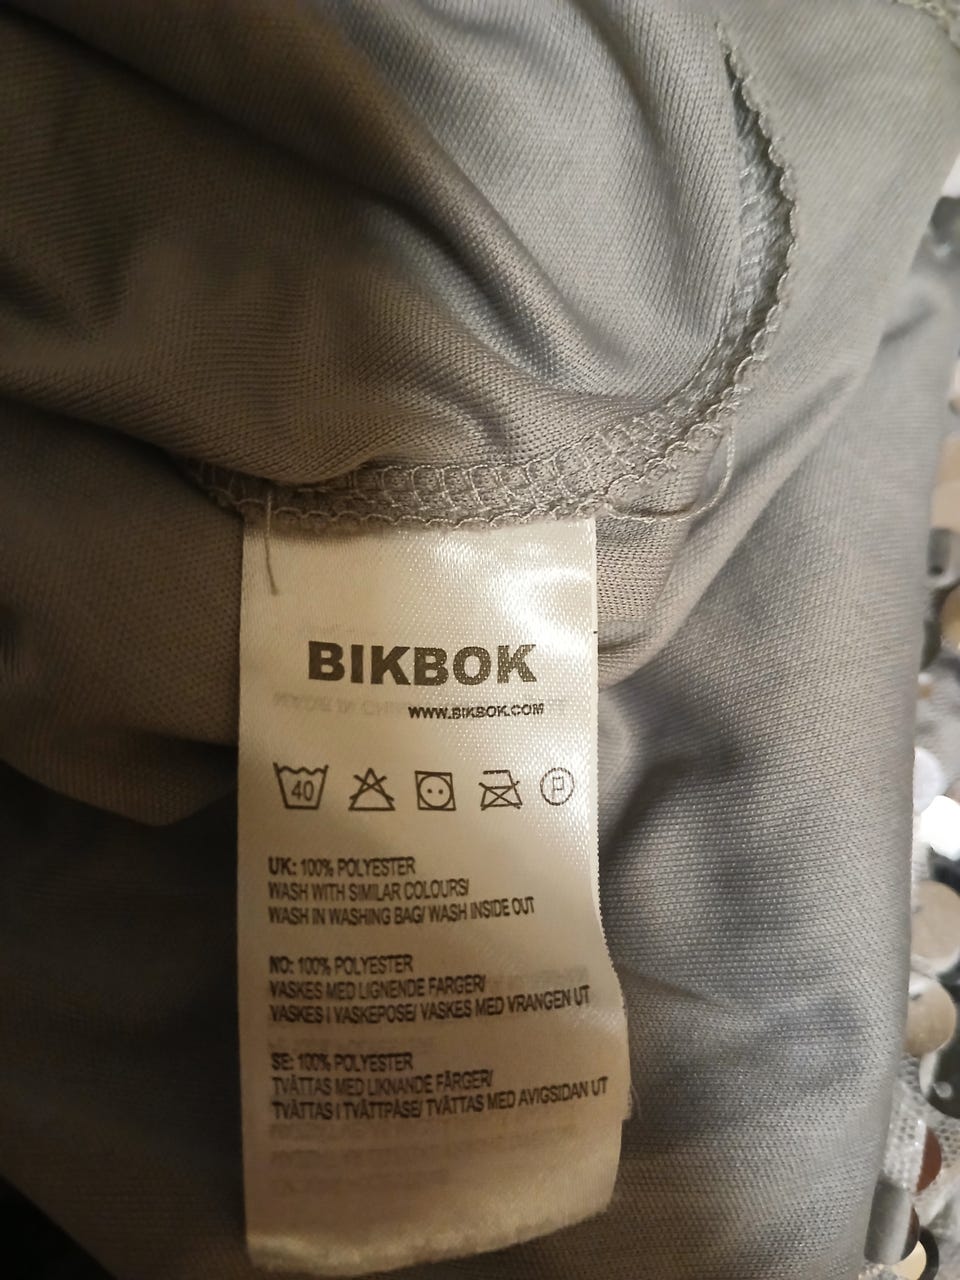 BIKBOK
WWW.BIKBOK.COM
40
P
UK: 100% POLYESTER
WASH WITH SIMILAR COLOURS/
WASH IN WASHING BAG/ WASH INSIDE OUT
NO: 100% POLYESTER
VASKES MED LIGNENDE FARGER/
VASKES I VASKEPOSE/ VASKES MED VRANGEN UT
SE: 100% POLYESTER
TVÄTTAS MED LIKNANDE FÄRGER/
TVÄTTAS I TVÄTTPÅSE/ TVÄTTAS MED AVIGSIDAN UT